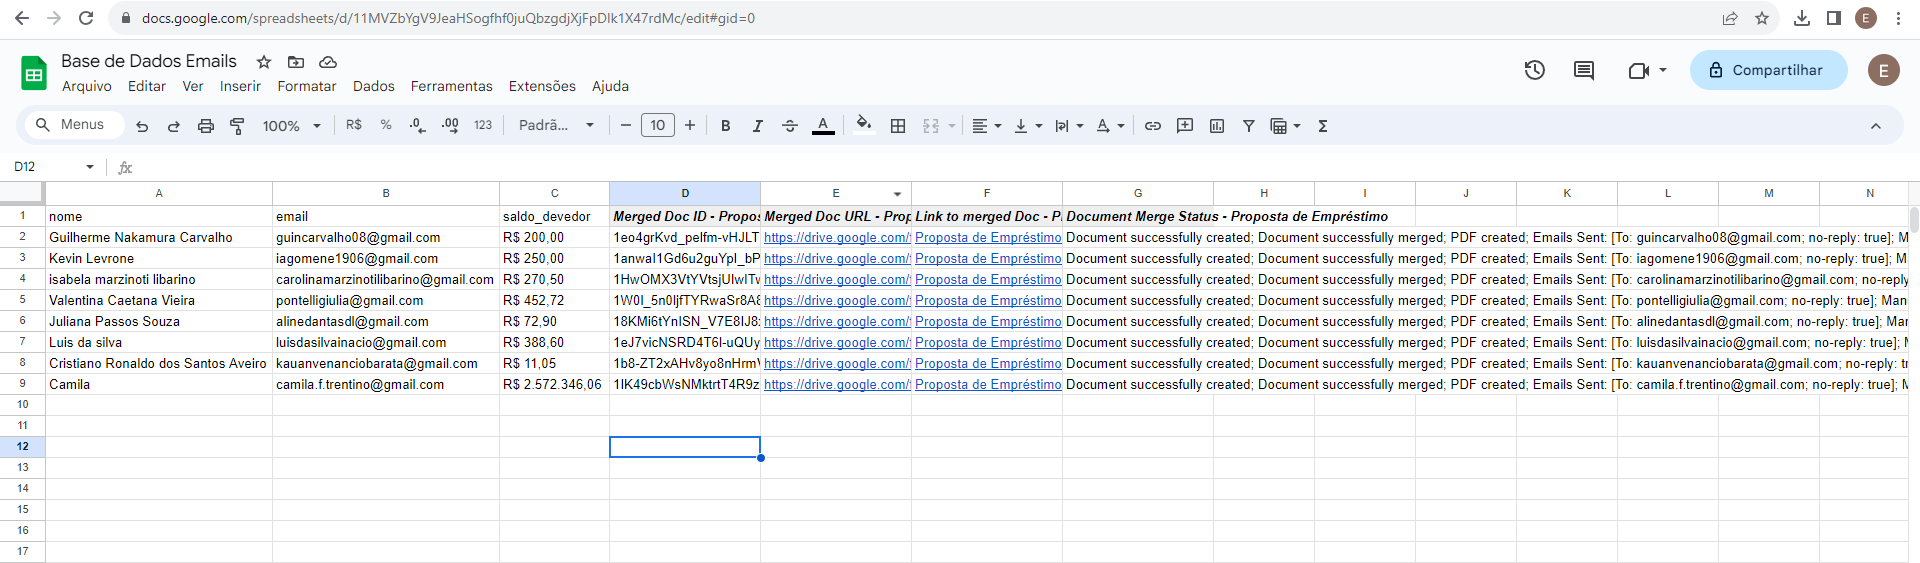 docs.google.com/spreadsheets/d/11MVZbYgV9JeaHSogfhf0juQbzgdjXjFpDlk1X47rdMc/edit#gid=0
E
Base de Dados Emails
Arquivo Editar Ver Inserir Formatar Dados Ferramentas Extensões Ajuda
Compartilhar
E
Menus 100% R$ % .0 .00 123 Padrã... 10 B I A Σ
D12 fx
A B C D E F G H I J K L M N
1 nome email saldo_devedor Merged Doc ID - Propos Merged Doc URL - Prop Link to merged Doc - P Document Merge Status - Proposta de Empréstimo
2 Guilherme Nakamura Carvalho guincarvalho08@gmail.com R$ 200,00 1eo4grKvd_pelfm-vHJLT https://drive.google.com/ Proposta de Empréstimo Document successfully created; Document successfully merged; PDF created; Emails Sent: [To: guincarvalho08@gmail.com; no-reply: true]; M
3 Kevin Levrone iagomene1906@gmail.com R$ 250,00 1anwaI1Gd6u2guYpI_bP https://drive.google.com/ Proposta de Empréstimo Document successfully created; Document successfully merged; PDF created; Emails Sent: [To: iagomene1906@gmail.com; no-reply: true]; M
4 isabela marzinoti libarino carolinamarzinotilibarino@gmail.com R$ 270,50 1HwOMX3VtYVtsjUIwITw https://drive.google.com/ Proposta de Empréstimo Document successfully created; Document successfully merged; PDF created; Emails Sent: [To: carolinamarzinotilibarino@gmail.com; no-reply
5 Valentina Caetana Vieira pontelligiulia@gmail.com R$ 452,72 1W0I_5n0IjfTYRwaSr8A8 https://drive.google.com/ Proposta de Empréstimo Document successfully created; Document successfully merged; PDF created; Emails Sent: [To: pontelligiulia@gmail.com; no-reply: true]; Man
6 Juliana Passos Souza alinedantasdl@gmail.com R$ 72,90 18KMi6tYnISN_V7E8IJ8 https://drive.google.com/ Proposta de Empréstimo Document successfully created; Document successfully merged; PDF created; Emails Sent: [To: alinedantasdl@gmail.com; no-reply: true]; Man
7 Luis da silva luisdasilvainacio@gmail.com R$ 388,60 1eJ7vicNSRD4T6l-uQUy https://drive.google.com/ Proposta de Empréstimo Document successfully created; Document successfully merged; PDF created; Emails Sent: [To: luisdasilvainacio@gmail.com; no-reply: true];
8 Cristiano Ronaldo dos Santos Aveiro kauanvenanciobarata@gmail.com R$ 11,05 1b8-ZT2xAHv8yo8nHrmV https://drive.google.com/ Proposta de Empréstimo Document successfully created; Document successfully merged; PDF created; Emails Sent: [To: kauanvenanciobarata@gmail.com; no-reply: tr
9 Camila camila.f.trentino@gmail.com R$ 2.572.346,06 1IK49cbWsNMktrtT4R9z https://drive.google.com/ Proposta de Empréstimo Document successfully created; Document successfully merged; PDF created; Emails Sent: [To: camila.f.trentino@gmail.com; no-reply: true]; M
10
11
12
13
14
15
16
17